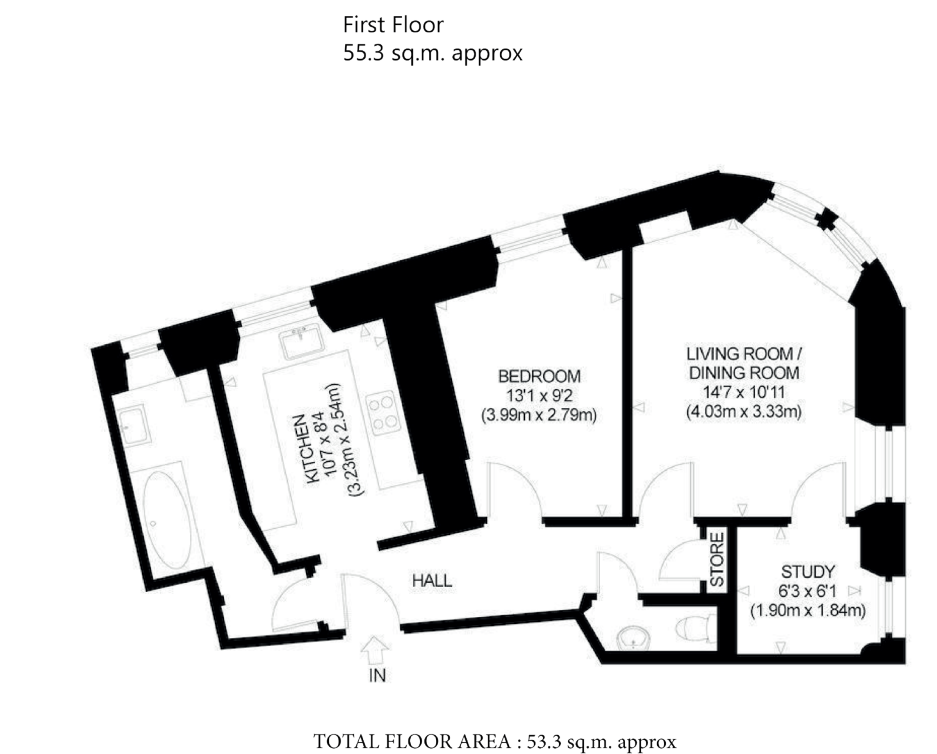 First Floor
55.3 sq.m. approx
LIVING ROOM /
DINING ROOM
14'7 x 10'11
(4.03m x 3.33m)
BEDROOM
13'1 x 9'2
(3.99m x 2.79m)
KITCHEN
10'7 x 8'4
(3.23m x 2.54m)
HALL
STORE
STUDY
6'3 x 6'1
(1.90m x 1.84m)
IN
TOTAL FLOOR AREA : 53.3 sq.m. approx